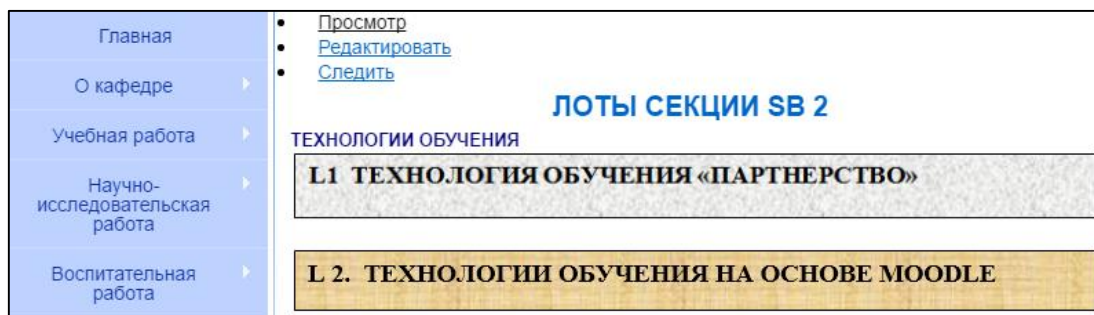 Главная
О кафедре
Учебная работа
Научно-
исследовательская
работа
Воспитательная
работа
Просмотр
Редактировать
Следить
ЛОТЫ СЕКЦИИ SB 2
ТЕХНОЛОГИИ ОБУЧЕНИЯ
L1 ТЕХНОЛОГИЯ ОБУЧЕНИЯ «ПАРТНЕРСТВО»
L 2. ТЕХНОЛОГИИ ОБУЧЕНИЯ НА ОСНОВЕ MOODLE